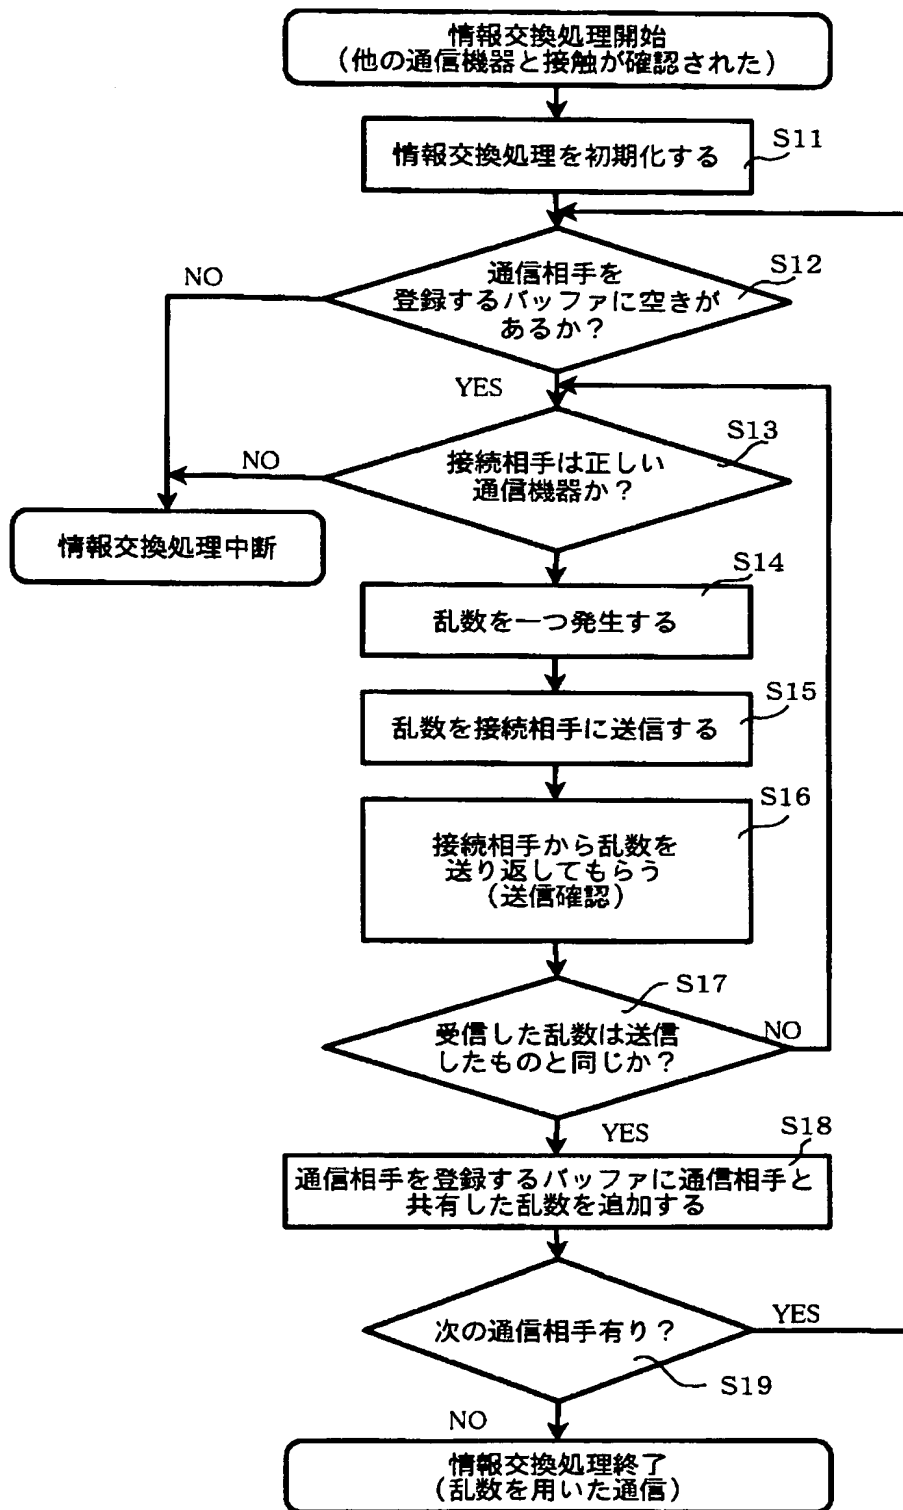 情報交換処理開始
(他の通信機器と接触が確認された)
S11
情報交換処理を初期化する
S12
通信相手を
登録するバッファに空きが
あるか?
NO
YES
S13
接続相手は正しい
通信機器か?
NO
情報交換処理中断
S14
乱数を一つ発生する
S15
乱数を接続相手に送信する
S16
接続相手から乱数を
送り返してもらう
(送信確認)
S17
受信した乱数は送信
したものと同じか?
NO
YES
S18
通信相手を登録するバッファに通信相手と
共有した乱数を追加する
次の通信相手有り?
YES
S19
NO
情報交換処理終了
(乱数を用いた通信)